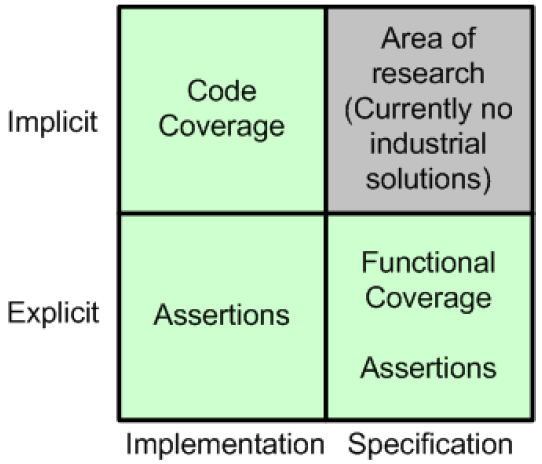 Implicit
Code
Coverage
Area of
research
(Currently no
industrial
solutions)
Explicit
Assertions
Functional
Coverage
Assertions
Implementation
Specification